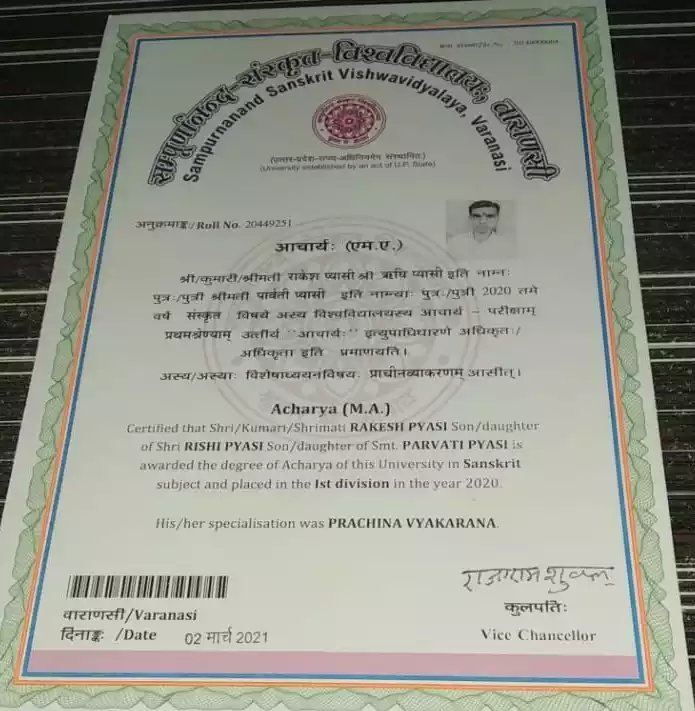 सम्पूर्णानन्द-संस्कृत-विश्वविद्यालयः, वाराणसी
Sampurnanand Sanskrit Vishwavidyalaya, Varanasi
(उत्तर-प्रदेश-राज्य-अधिनियमेन संस्थापितः)
(University established by an act of U.P. State)
अनुक्रमाङ्कः/Roll No. 20449251
आचार्यः (एम.ए.)
श्री/कुमारी/श्रीमती राकेश प्यासी श्री ऋषि प्यासी इति नाम्नः
पुत्रः/पुत्री श्रीमती पार्वती प्यासी इति नाम्न्याः पुत्रः/पुत्री 2020 तमे
वर्षे संस्कृत विषये अस्य विश्वविद्यालयस्य आचार्य – परीक्षाम्
प्रथमश्रेण्याम् उत्तीर्य "आचार्यः" इत्युपाधिधारणे अधिकृतः/
अधिकृता इति प्रमाणयति।
अस्य/अस्याः विशेषाध्ययनविषयः प्राचीनव्याकरणम् आसीत्।
Acharya (M.A.)
Certified that Shri/Kumari/Shrimati RAKESH PYASI Son/daughter
of Shri RISHI PYASI Son/daughter of Smt. PARVATI PYASI is
awarded the degree of Acharya of this University in Sanskrit
subject and placed in the Ist division in the year 2020.
His/her specialisation was PRACHINA VYAKARANA.
राजाराम शुक्ल
वाराणसी/Varanasi
कुलपतिः
दिनाङ्कः /Date 02 मार्च 2021
Vice Chancellor